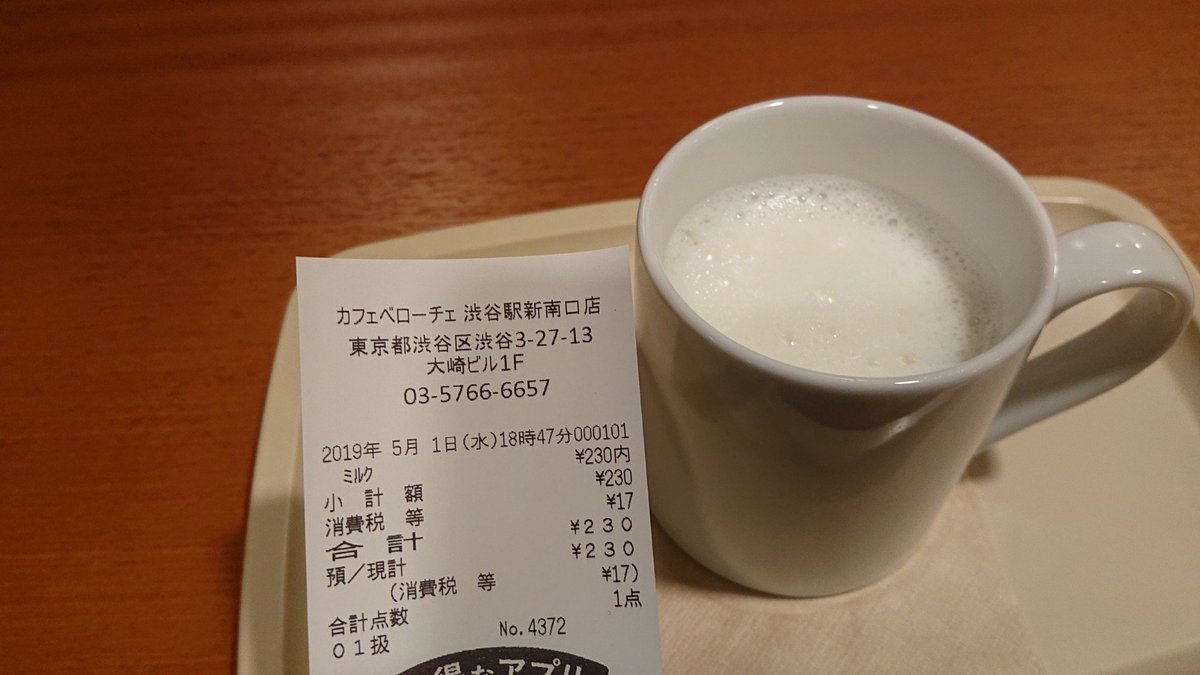 カフェベローチェ 渋谷駅新南口店
東京都渋谷区渋谷3-27-13
大崎ビル1F
03-5766-6657
2019年 5月 1日(水)18時47分000101
ミルク ¥230内
小 計 額 ¥230
消費税 等 ¥17
合 計 ¥230
預/現計 ¥230
(消費税 等 ¥17)
合計点数 1点
01扱 No.4372
得なアプリ